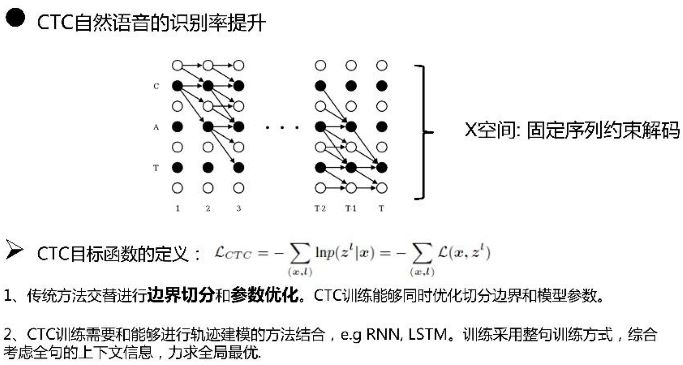 CTC自然语音的识别率提升
C
A
T
1 2 3 T-2 T-1 T
X空间: 固定序列约束解码
CTC目标函数的定义： $\mathcal{L}_{CTC} = -\sum_{(x,l)} \ln p(z^l|x) = -\sum_{(x,l)} \mathcal{L}(x, z^l)$
1、传统方法交替进行边界切分和参数优化。CTC训练能够同时优化切分边界和模型参数。
2、CTC训练需要和能够进行轨迹建模的方法结合，e.g RNN, LSTM。训练采用整句训练方式，综合
考虑全句的上下文信息，力求全局最优.